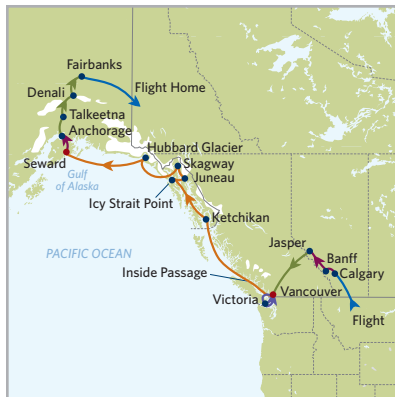 Fairbanks
Flight Home
Denali
Talkeetna
Anchorage
Hubbard Glacier
Skagway
Seward
Juneau
Gulf
of Alaska
Icy Strait Point
Ketchikan
Jasper
PACIFIC OCEAN
Banff
Inside Passage
Calgary
Vancouver
Victoria
Flight